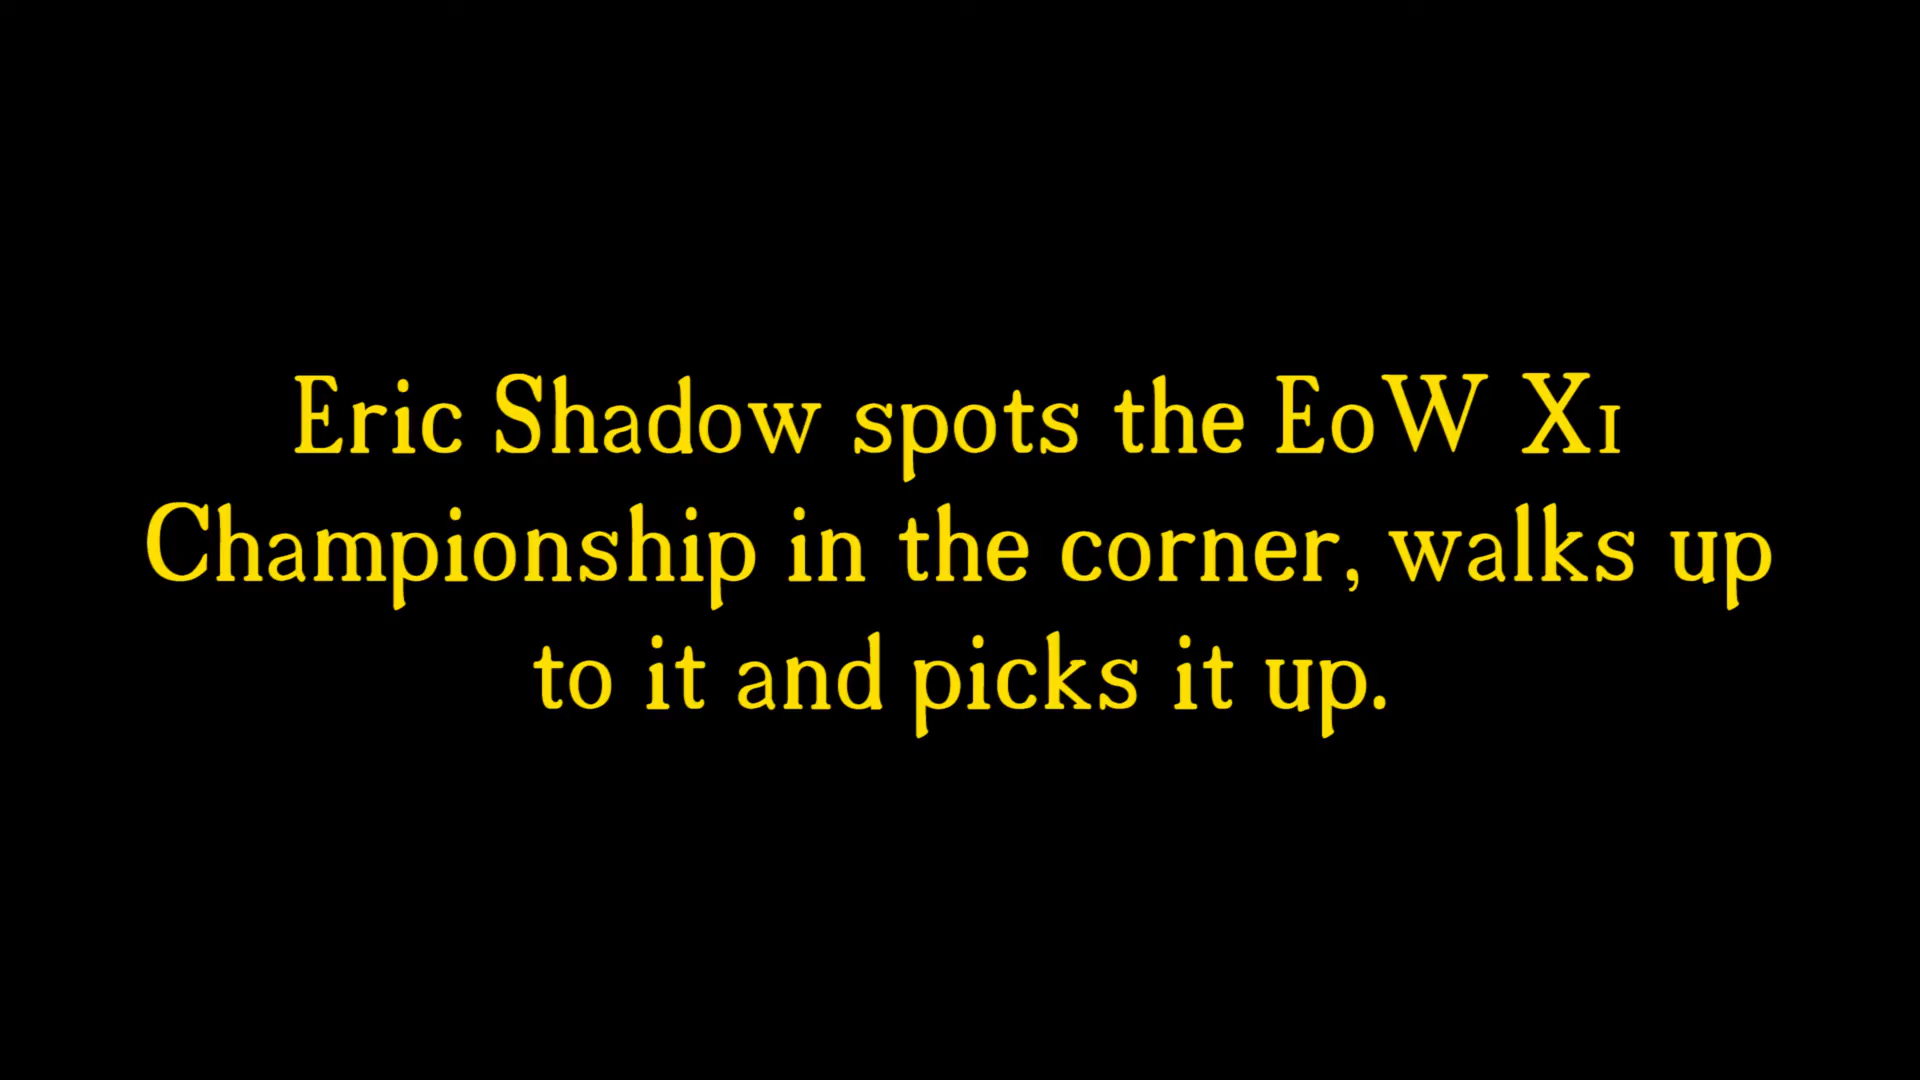 Eric Shadow spots the EoW XI
Championship in the corner, walks up
to it and picks it up.